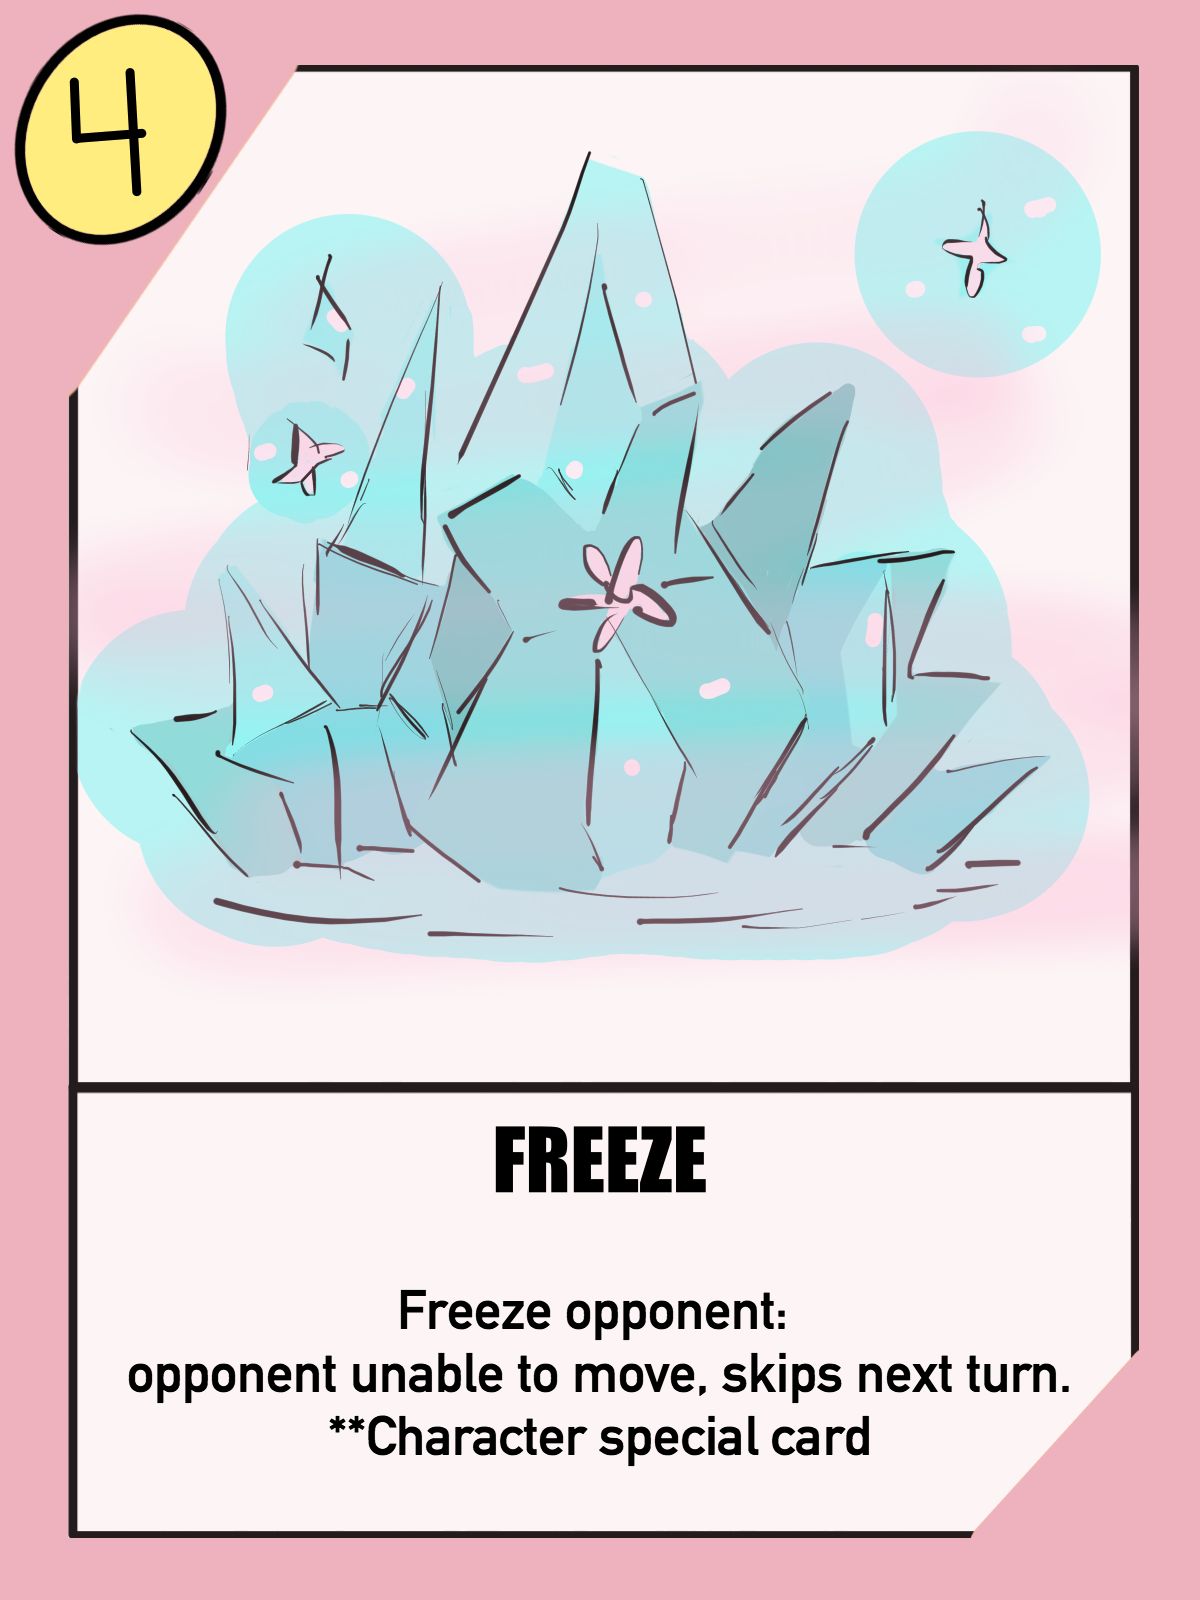 4
FREEZE
Freeze opponent:
opponent unable to move, skips next turn.
**Character special card